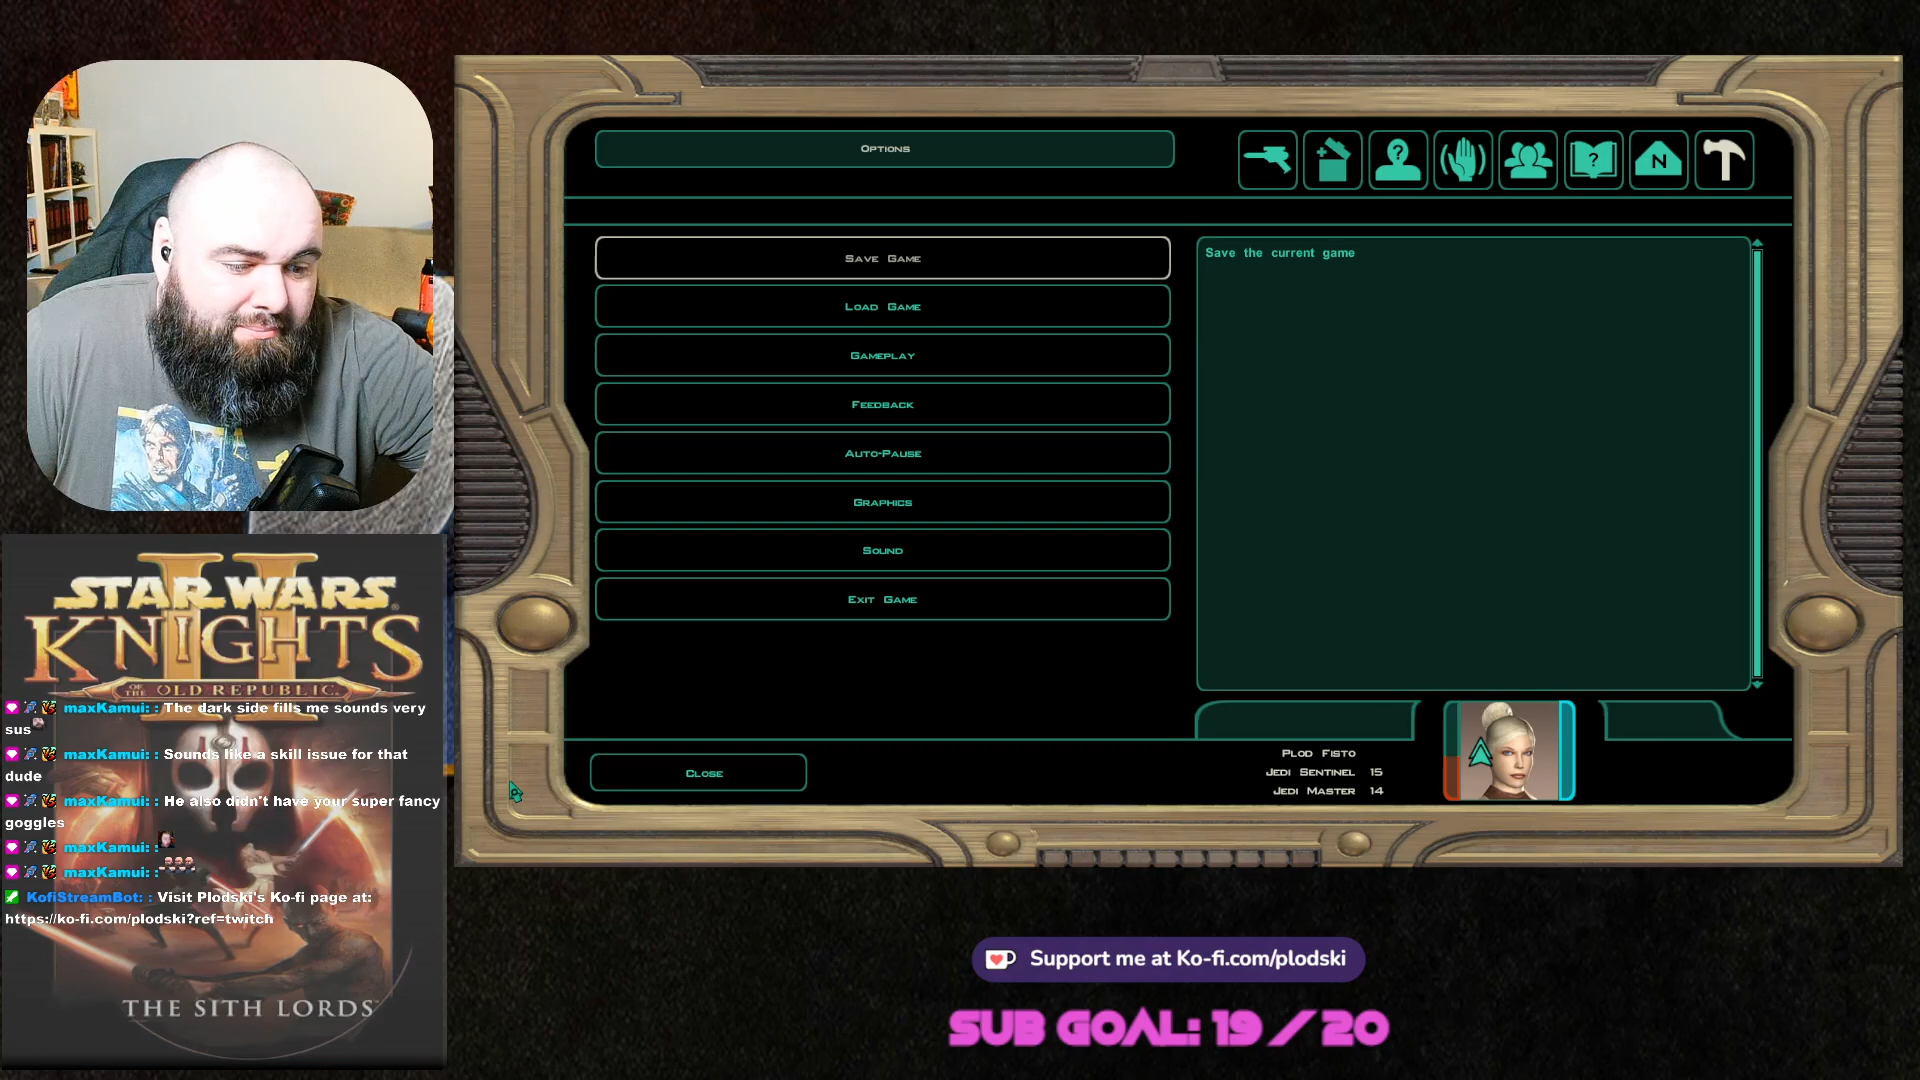 Options
?
?
N
Save Game
Load Game
Gameplay
Feedback
Auto-Pause
Graphics
Sound
Exit Game
Save the current game
Close
Plod Fisto
Jedi Sentinel 15
Jedi Master 14
II
STAR WARS
KNIGHTS
OF THE OLD REPUBLIC
THE SITH LORDS
maxKamui: : The dark side fills me sounds very
sus
maxKamui: : Sounds like a skill issue for that
dude
maxKamui: : He also didn't have your super fancy
goggles
maxKamui: :
maxKamui: :
KofiStreamBot: : Visit Plodski's Ko-fi page at:
https://ko-fi.com/plodski?ref=twitch
Support me at Ko-fi.com/plodski
SUB GOAL: 19 / 20